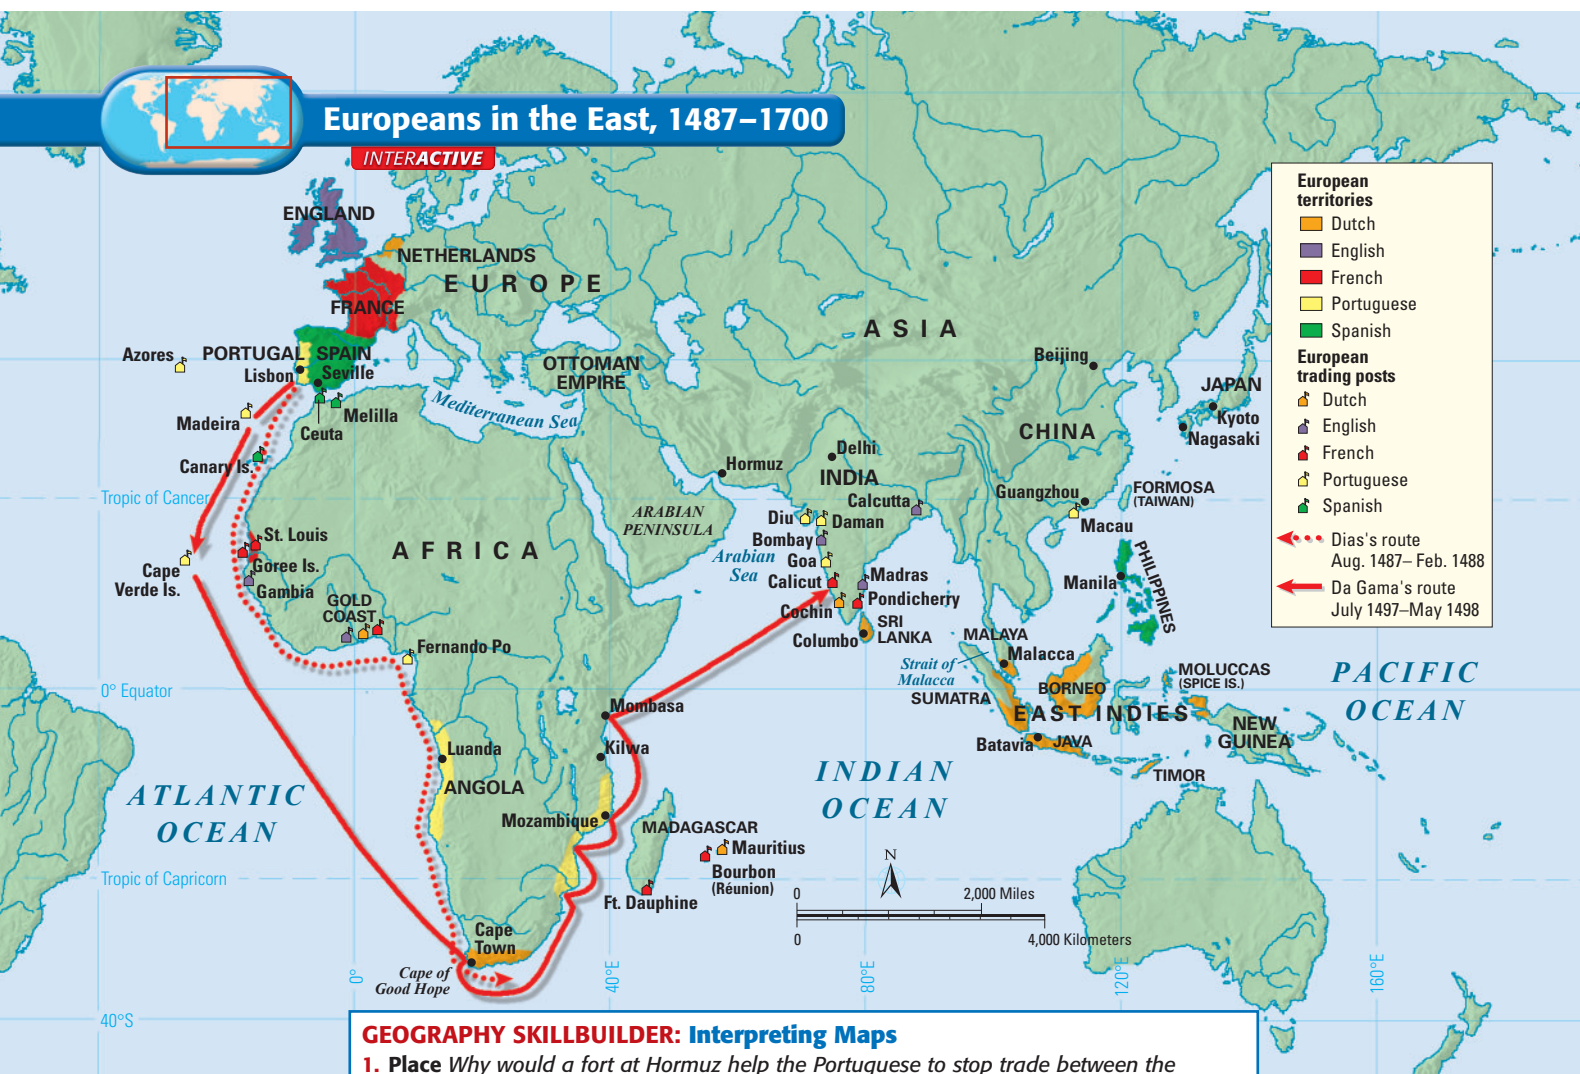 Europeans in the East, 1487–1700
INTERACTIVE
European
territories
Dutch
English
French
Portuguese
Spanish
European
trading posts
Dutch
English
French
Portuguese
Spanish
Dias's route
Aug. 1487– Feb. 1488
Da Gama's route
July 1497–May 1498
ENGLAND
NETHERLANDS
EUROPE
FRANCE
ASIA
Azores
PORTUGAL
SPAIN
Lisbon
Seville
OTTOMAN
EMPIRE
Beijing
JAPAN
Madeira
Melilla
Mediterranean Sea
Ceuta
Kyoto
Nagasaki
CHINA
Canary Is.
Hormuz
Delhi
INDIA
Tropic of Cancer
Calcutta
Guangzhou
FORMOSA
(TAIWAN)
ARABIAN
PENINSULA
Diu
Daman
Macau
St. Louis
AFRICA
Bombay
Arabian
Sea
Goa
Goree Is.
Cape
Verde Is.
Calicut
Madras
Manila
PHILIPPINES
Gambia
GOLD
COAST
Cochin
Pondicherry
SRI
LANKA
Columbo
Fernando Po
MALAYA
Malacca
Strait of
Malacca
MOLUCCAS
(SPICE IS.)
PACIFIC
OCEAN
0° Equator
SUMATRA
BORNEO
EAST INDIES
Mombasa
NEW
GUINEA
Luanda
Kilwa
Batavia
JAVA
ANGOLA
INDIAN
OCEAN
TIMOR
ATLANTIC
OCEAN
Mozambique
MADAGASCAR
Mauritius
Bourbon
(Réunion)
Tropic of Capricorn
Ft. Dauphine
N
0
2,000 Miles
0
4,000 Kilometers
Cape
Town
Cape of
Good Hope
0°
40°E
80°E
120°E
160°E
40°S
GEOGRAPHY SKILLBUILDER: Interpreting Maps
1. Place Why would a fort at Hormuz help the Portuguese to stop trade between the